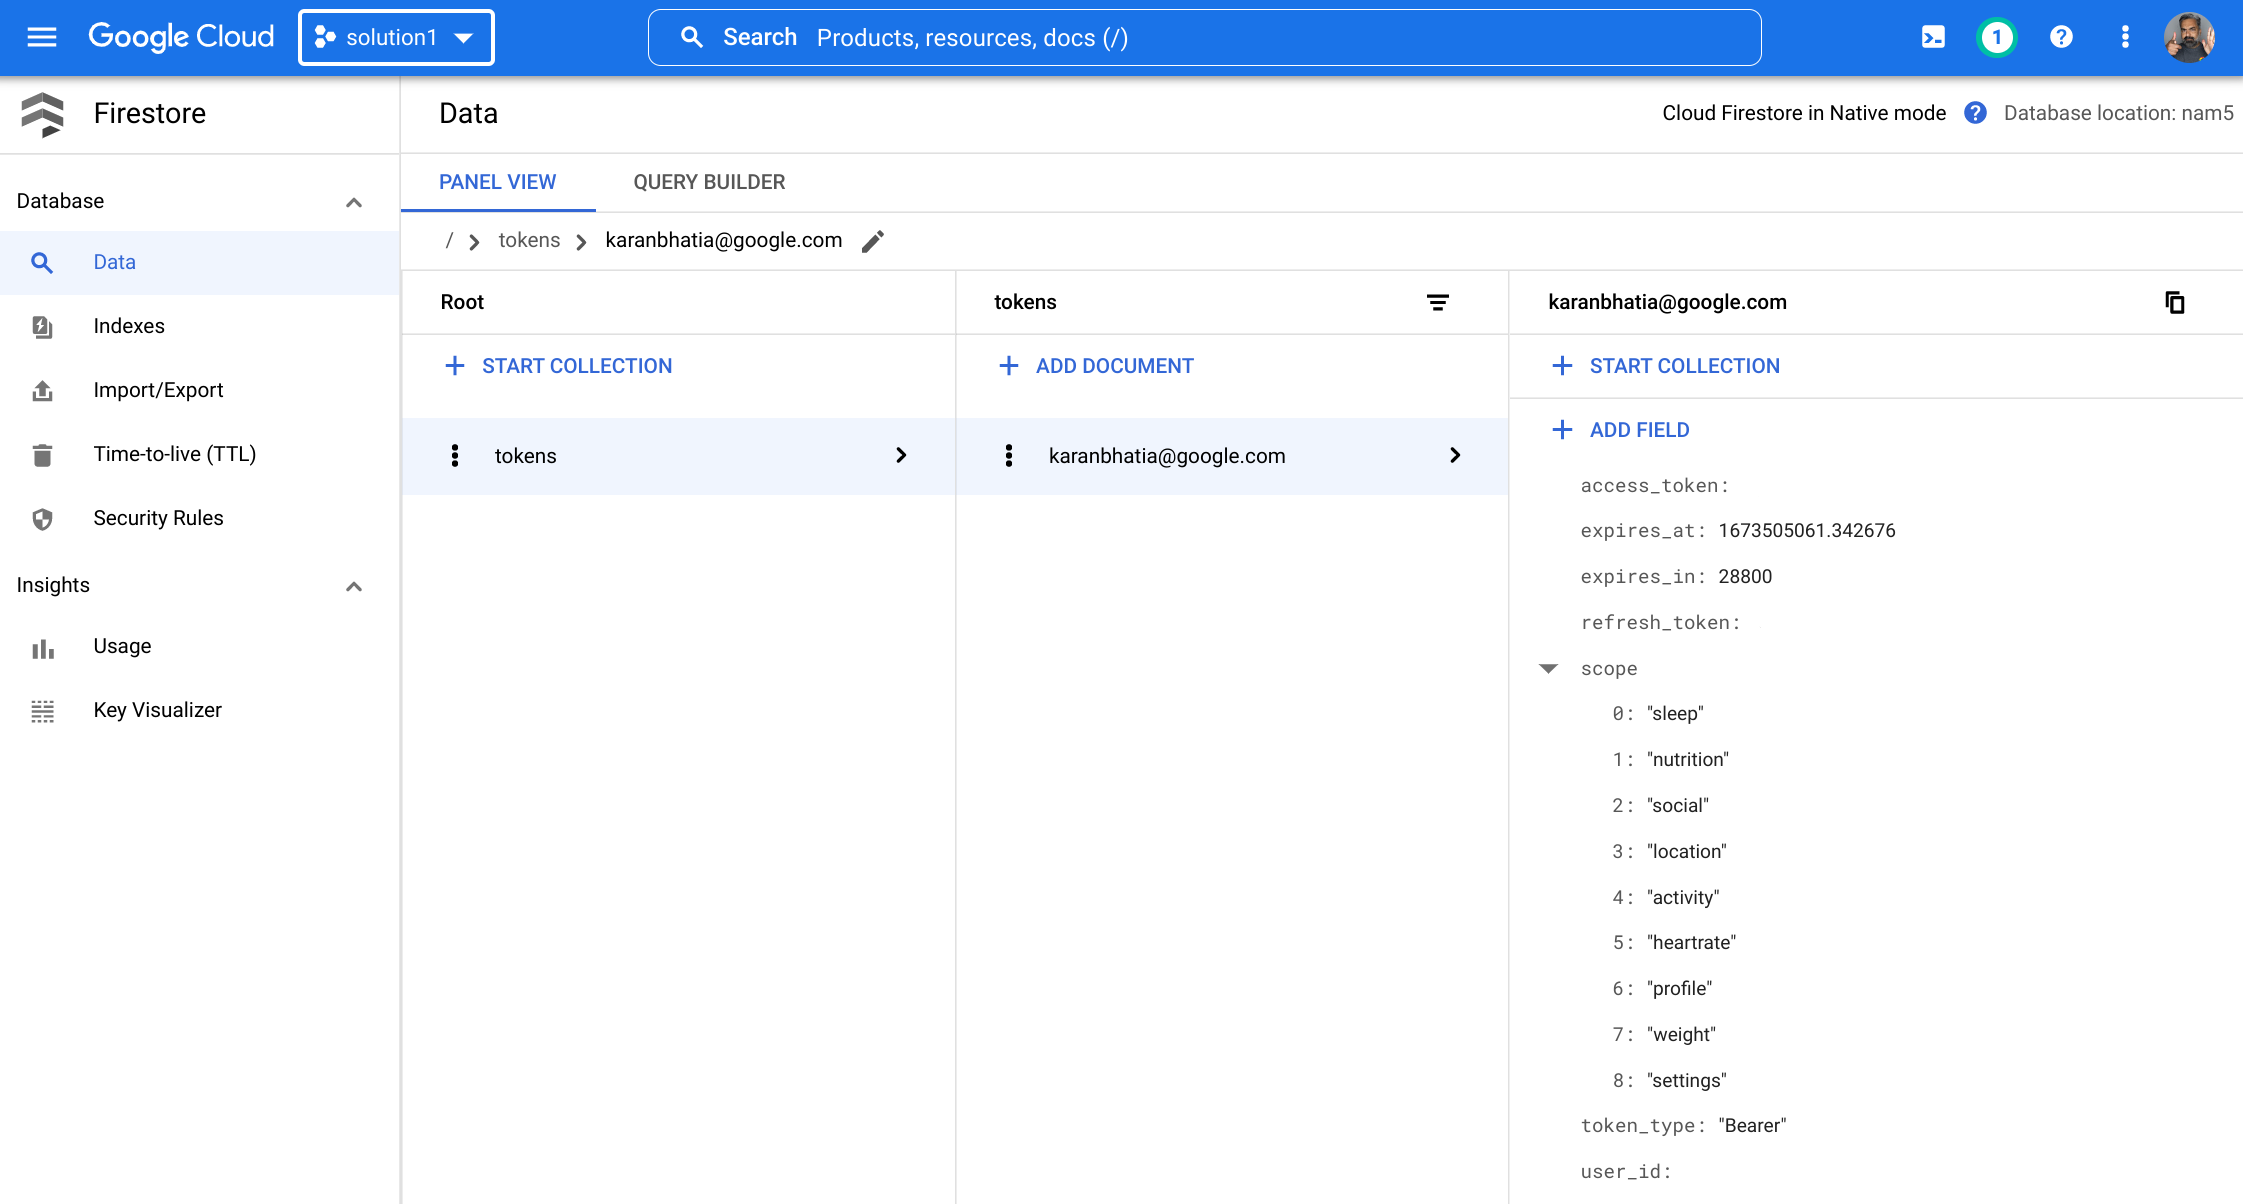 Google Cloud
solution1
Search Products, resources, docs (/)
1
Firestore
Data
Cloud Firestore in Native mode
Database location: nam5
Database
Data
Indexes
Import/Export
Time-to-live (TTL)
Security Rules
Insights
Usage
Key Visualizer
PANEL VIEW
QUERY BUILDER
/ tokens karanbhatia@google.com
Root
START COLLECTION
tokens
tokens
ADD DOCUMENT
karanbhatia@google.com
karanbhatia@google.com
START COLLECTION
ADD FIELD
access_token:
expires_at: 1673505061.342676
expires_in: 28800
refresh_token:
scope
0: "sleep"
1: "nutrition"
2: "social"
3: "location"
4: "activity"
5: "heartrate"
6: "profile"
7: "weight"
8: "settings"
token_type: "Bearer"
user_id: